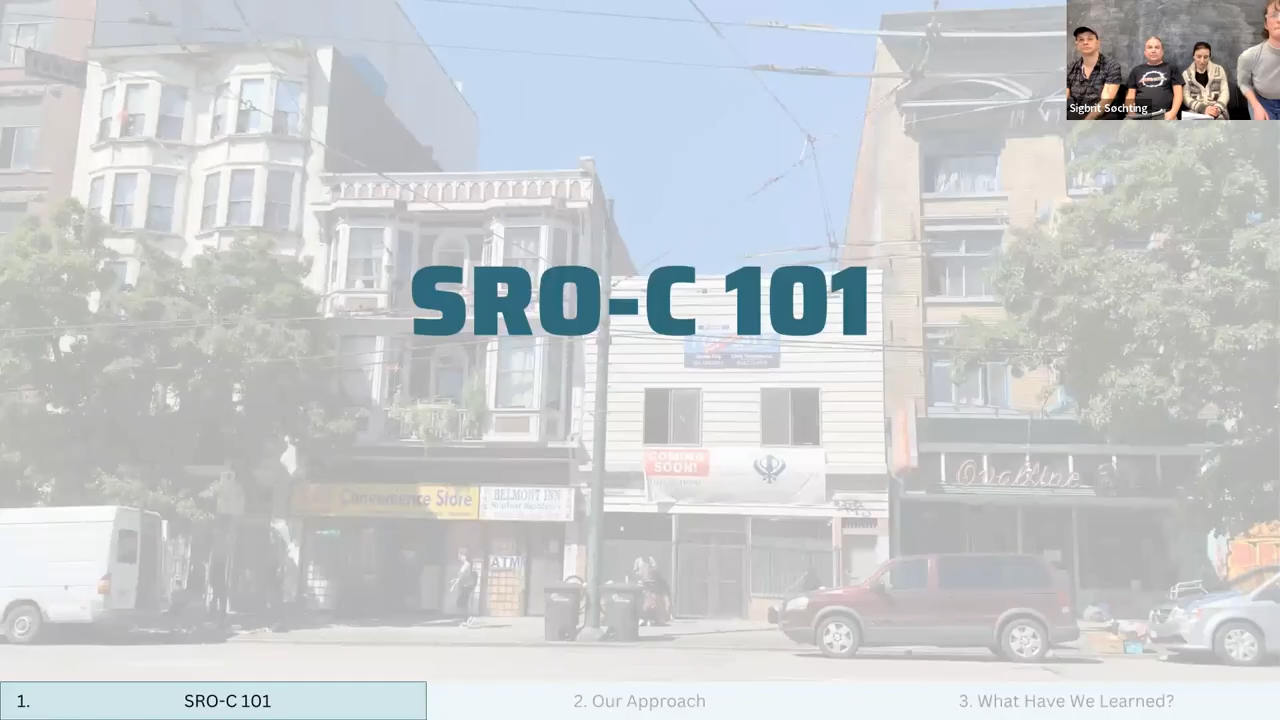 Sigbrit Søchting
SRO-C 101
COMING
SOON!
Convenience Store
BELMONT INN
ATM
Ovaltine
1. SRO-C 101
2. Our Approach
3. What Have We Learned?